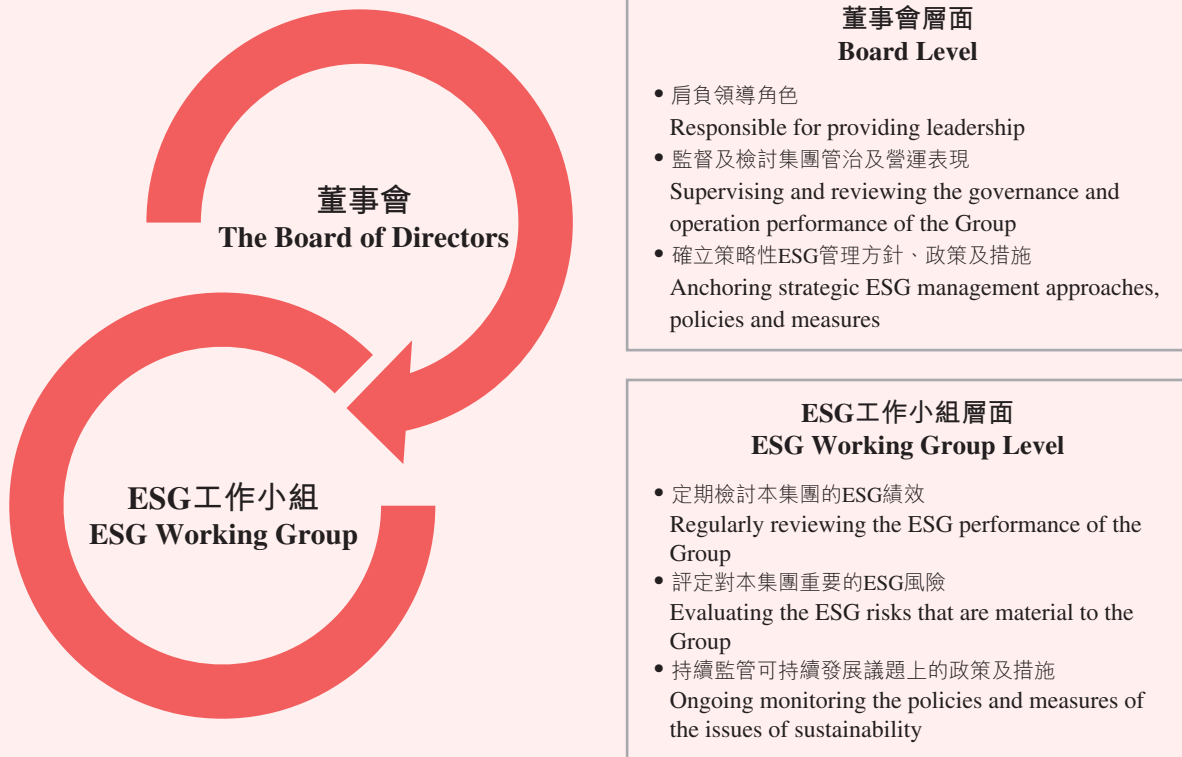 董事會
The Board of Directors
ESG工作小組
ESG Working Group
董事會層面
Board Level
• 肩負領導角色
Responsible for providing leadership
• 監督及檢討集團管治及營運表現
Supervising and reviewing the governance and
operation performance of the Group
• 確立策略性ESG管理方針、政策及措施
Anchoring strategic ESG management approaches,
policies and measures
ESG工作小組層面
ESG Working Group Level
• 定期檢討本集團的ESG績效
Regularly reviewing the ESG performance of the
Group
• 評定對本集團重要的ESG風險
Evaluating the ESG risks that are material to the
Group
• 持續監管可持續發展議題上的政策及措施
Ongoing monitoring the policies and measures of
the issues of sustainability